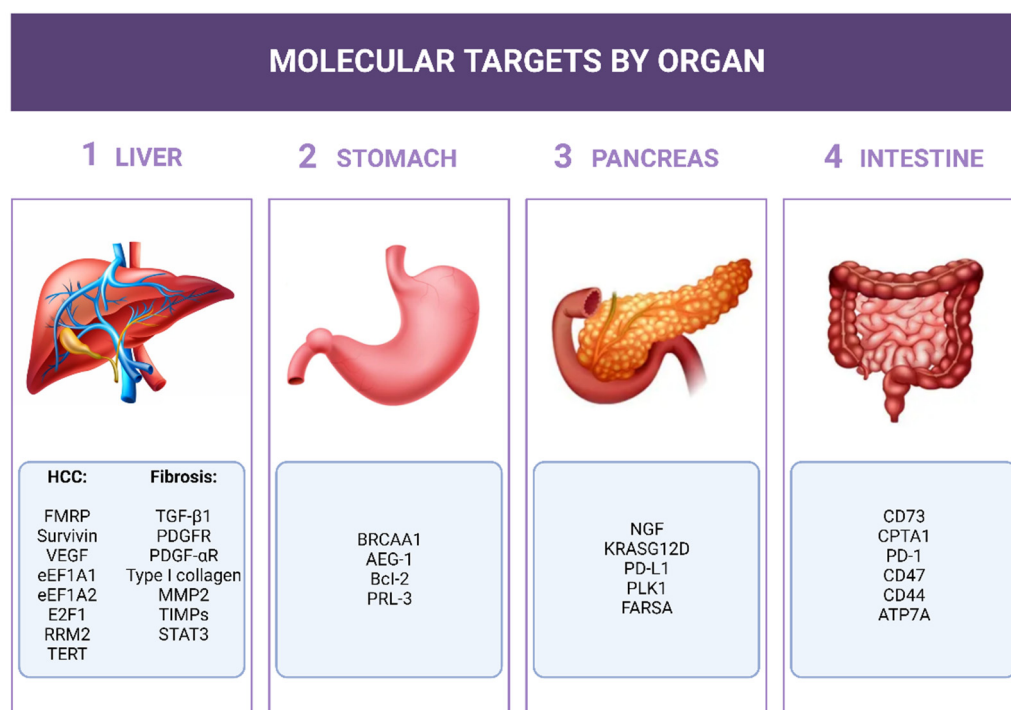 MOLECULAR TARGETS BY ORGAN
1 LIVER
2 STOMACH
3 PANCREAS
4 INTESTINE
HCC:
FMRP
Survivin
VEGF
eEF1A1
eEF1A2
E2F1
RRM2
TERT
Fibrosis:
TGF-β1
PDGFR
PDGF-αR
Type I collagen
MMP2
TIMPs
STAT3
BRCAA1
AEG-1
Bcl-2
PRL-3
NGF
KRASG12D
PD-L1
PLK1
FARSA
CD73
CPTA1
PD-1
CD47
CD44
ATP7A